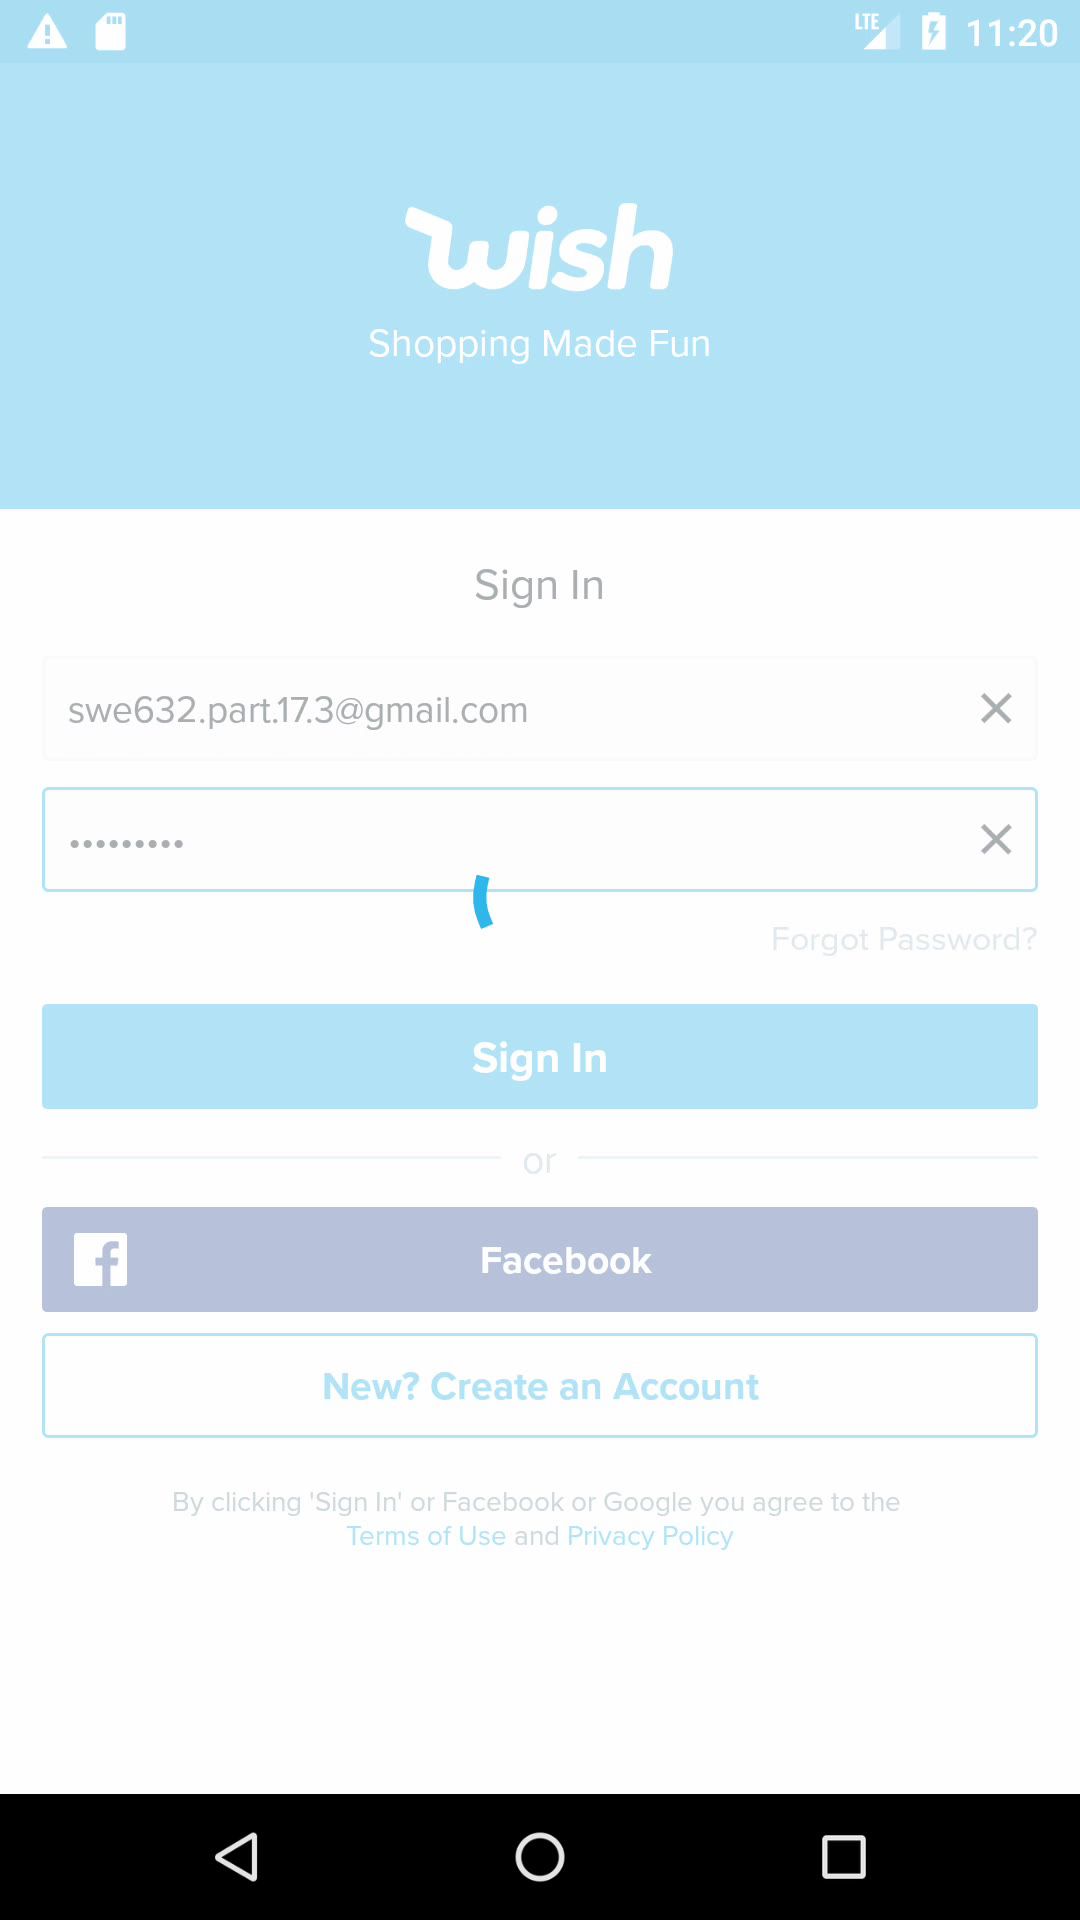 LTE 11:20
wish
Shopping Made Fun
Sign In
swe632.part.17.3@gmail.com
•••••••••
Forgot Password?
Sign In
or
Facebook
New? Create an Account
By clicking 'Sign In' or Facebook or Google you agree to the
Terms of Use and Privacy Policy